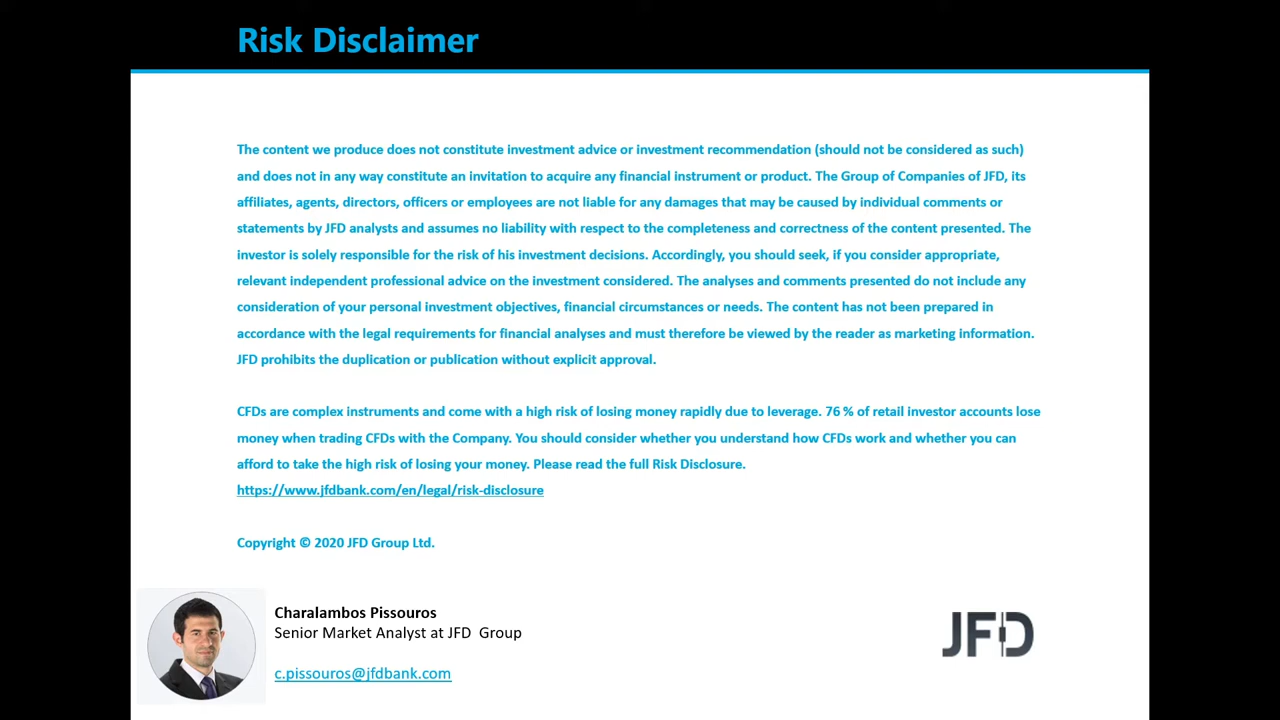 Risk Disclaimer
The content we produce does not constitute investment advice or investment recommendation (should not be considered as such)
and does not in any way constitute an invitation to acquire any financial instrument or product. The Group of Companies of JFD, its
affiliates, agents, directors, officers or employees are not liable for any damages that may be caused by individual comments or
statements by JFD analysts and assumes no liability with respect to the completeness and correctness of the content presented. The
investor is solely responsible for the risk of his investment decisions. Accordingly, you should seek, if you consider appropriate,
relevant independent professional advice on the investment considered. The analyses and comments presented do not include any
consideration of your personal investment objectives, financial circumstances or needs. The content has not been prepared in
accordance with the legal requirements for financial analyses and must therefore be viewed by the reader as marketing information.
JFD prohibits the duplication or publication without explicit approval.
CFDs are complex instruments and come with a high risk of losing money rapidly due to leverage. 76 % of retail investor accounts lose
money when trading CFDs with the Company. You should consider whether you understand how CFDs work and whether you can
afford to take the high risk of losing your money. Please read the full Risk Disclosure.
https://www.jfdbank.com/en/legal/risk-disclosure
Copyright © 2020 JFD Group Ltd.
Charalambos Pissouros
Senior Market Analyst at JFD Group
c.pissouros@jfdbank.com
JFD